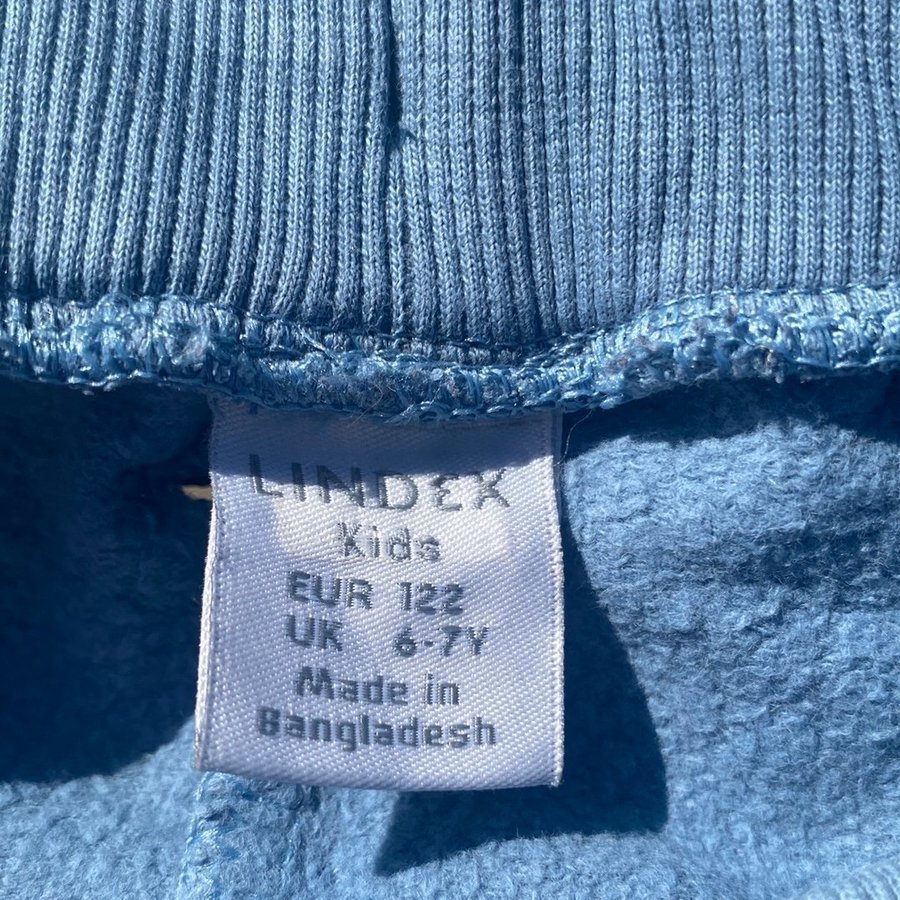 LINDEX
Kids
EUR 122
UK 6-7Y
Made in
Bangladesh